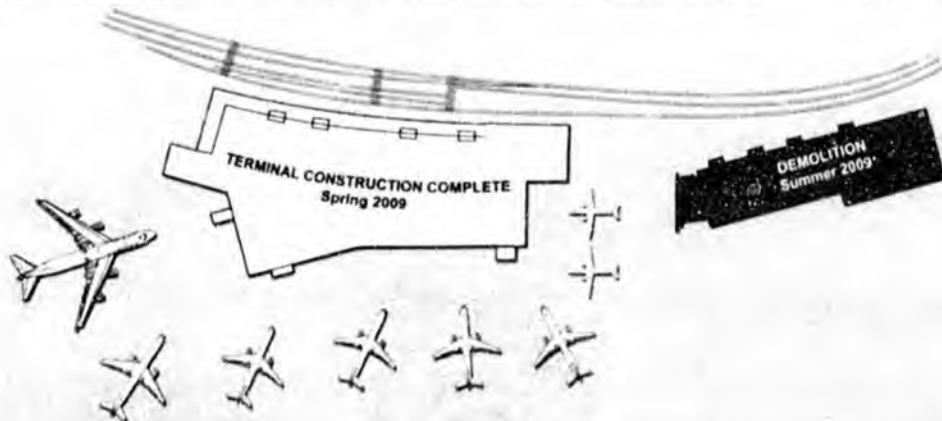 TERMINAL CONSTRUCTION COMPLETE
Spring 2009
DEMOLITION
Summer 2009*